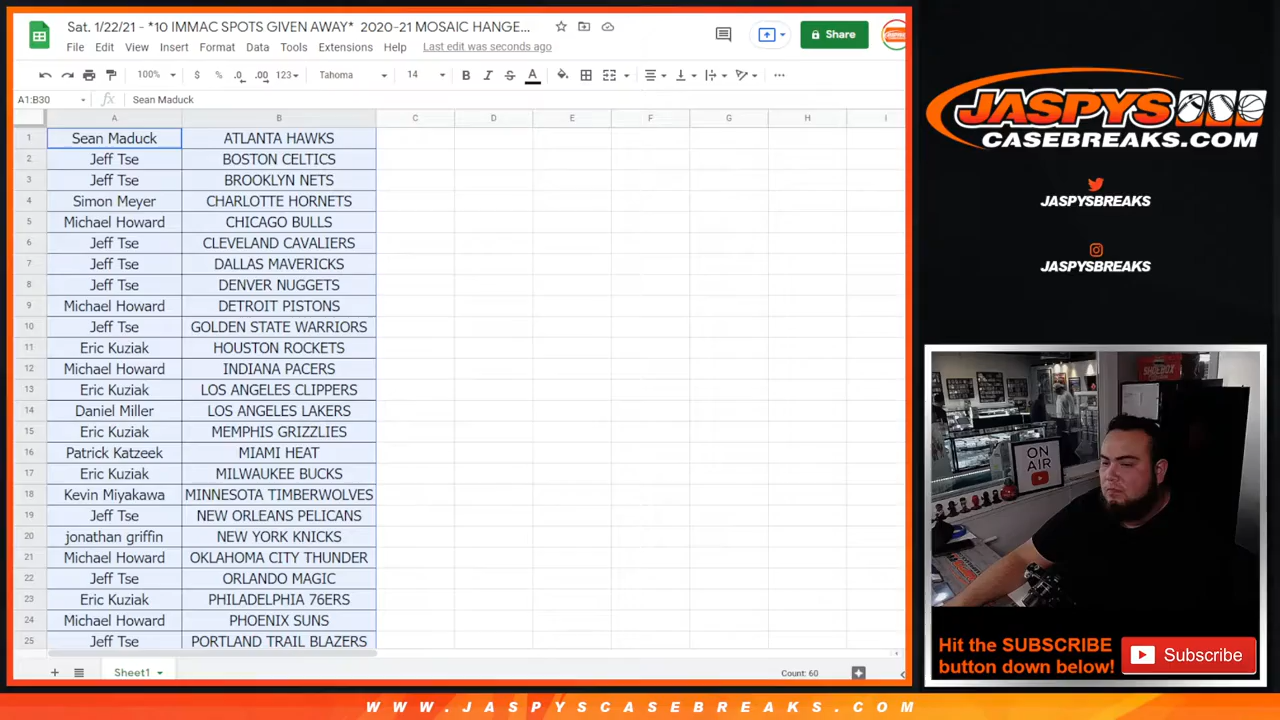 Sat. 1/22/21 - *10 IMMAC SPOTS GIVEN AWAY* 2020-21 MOSAIC HANGE...
File Edit View Insert Format Data Tools Extensions Help Last edit was seconds ago
Share
100% $ % .0 .00 123 Tahoma 14 B I S A
A1:B30 fx Sean Maduck
A B C D E F G H I
1 Sean Maduck ATLANTA HAWKS
2 Jeff Tse BOSTON CELTICS
3 Jeff Tse BROOKLYN NETS
4 Simon Meyer CHARLOTTE HORNETS
5 Michael Howard CHICAGO BULLS
6 Jeff Tse CLEVELAND CAVALIERS
7 Jeff Tse DALLAS MAVERICKS
8 Jeff Tse DENVER NUGGETS
9 Michael Howard DETROIT PISTONS
10 Jeff Tse GOLDEN STATE WARRIORS
11 Eric Kuziak HOUSTON ROCKETS
12 Michael Howard INDIANA PACERS
13 Eric Kuziak LOS ANGELES CLIPPERS
14 Daniel Miller LOS ANGELES LAKERS
15 Eric Kuziak MEMPHIS GRIZZLIES
16 Patrick Katzeek MIAMI HEAT
17 Eric Kuziak MILWAUKEE BUCKS
18 Kevin Miyakawa MINNESOTA TIMBERWOLVES
19 Jeff Tse NEW ORLEANS PELICANS
20 jonathan griffin NEW YORK KNICKS
21 Michael Howard OKLAHOMA CITY THUNDER
22 Jeff Tse ORLANDO MAGIC
23 Eric Kuziak PHILADELPHIA 76ERS
24 Michael Howard PHOENIX SUNS
25 Jeff Tse PORTLAND TRAIL BLAZERS
Sheet1
Count: 60
JASPYS
CASEBREAKS.COM
JASPYSBREAKS
JASPYSBREAKS
SHOEBOX
ON
AIR
Hit the SUBSCRIBE
button down below!
Subscribe
WWW.JASPYSCASEBREAKS.COM